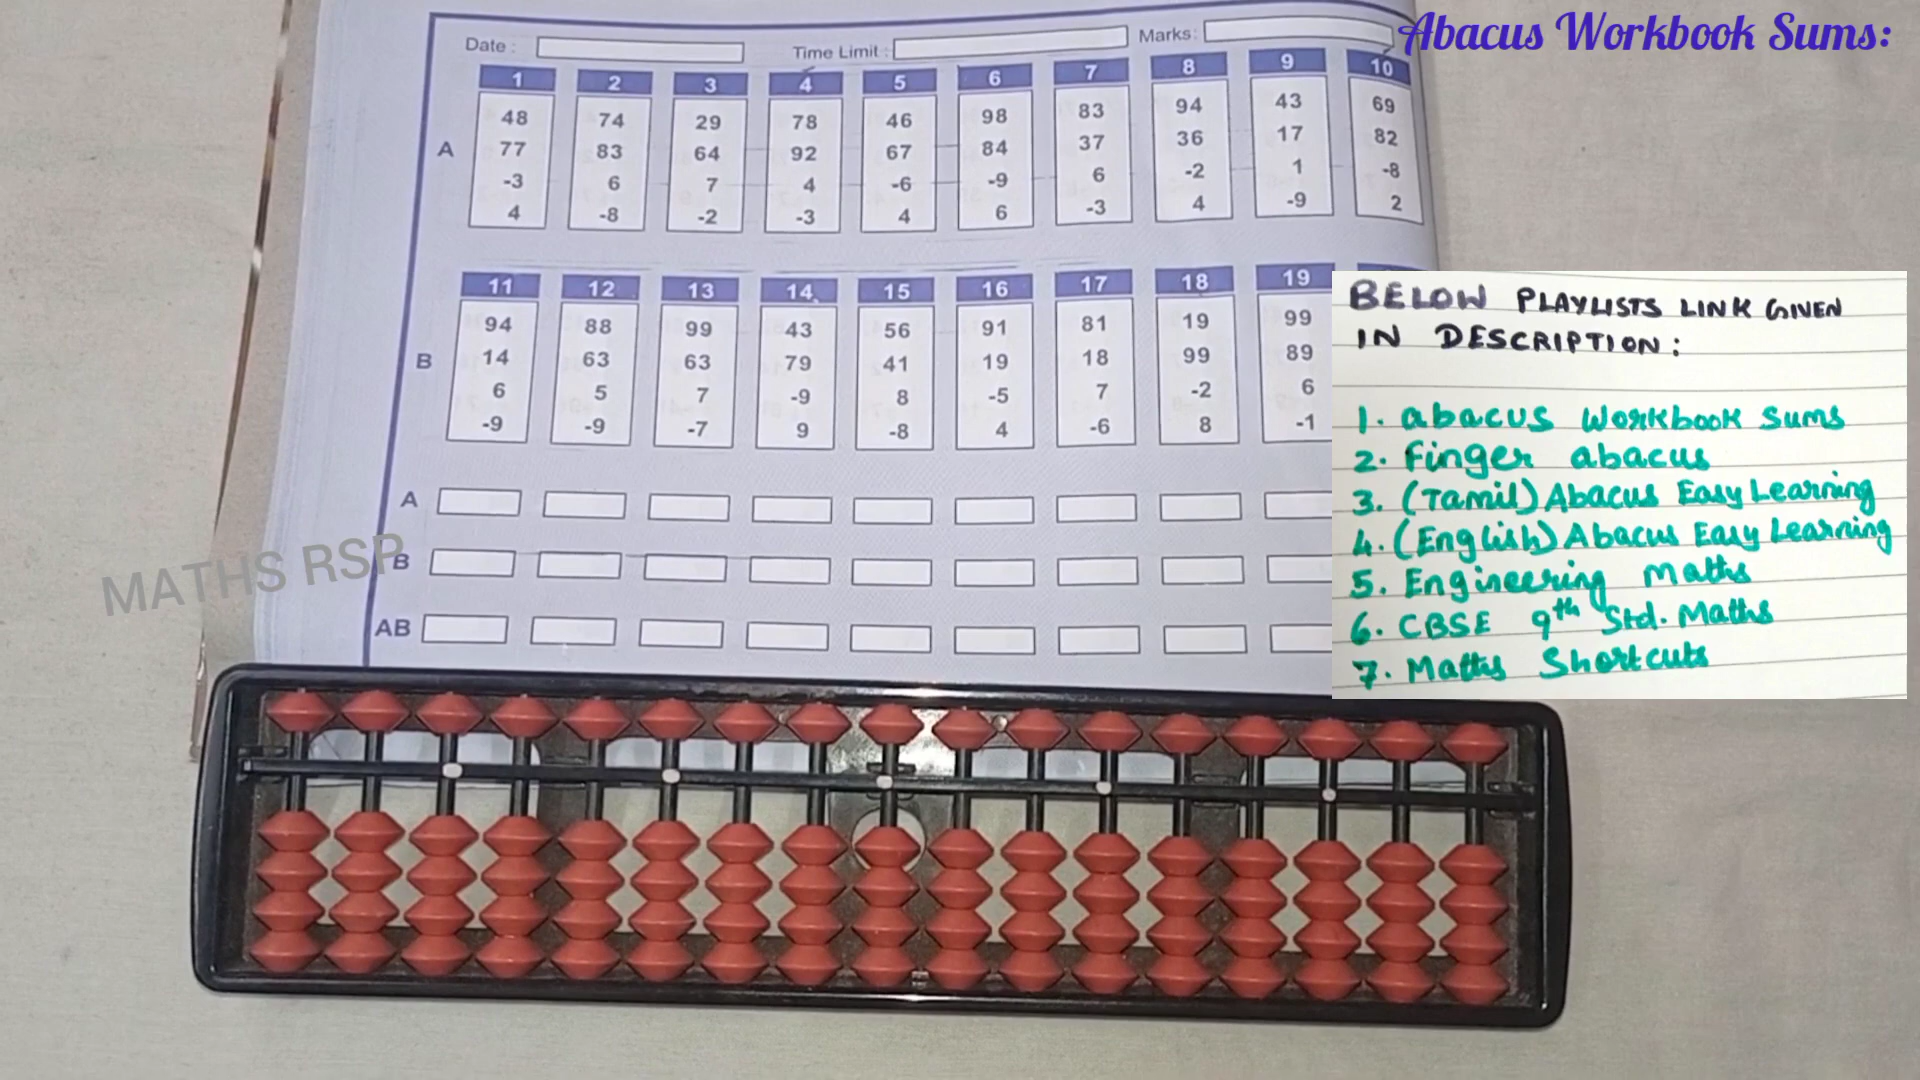 Abacus Workbook Sums:
Date : Time Limit : Marks:
1 2 3 4 5 6 7 8 9 10
48 74 29 78 46 98 83 94 43 69
A 77 83 64 92 67 84 37 36 17 82
-3 6 7 4 -6 -9 6 -2 1 -8
4 -8 -2 -3 4 6 -3 4 -9 2
11 12 13 14 15 16 17 18 19
94 88 99 43 56 91 81 19 99
B 14 63 63 79 41 19 18 99 89
6 5 7 -9 8 -5 7 -2 6
-9 -9 -7 9 -8 4 -6 8 -1
A
B
AB
BELOW PLAYLISTS LINK GIVEN
IN DESCRIPTION:
1. abacus Workbook Sums
2. Finger abacus
3. (Tamil) Abacus Easy Learning
4. (English) Abacus Easy Learning
5. Engineering Maths
6. CBSE 9th Std. Maths
7. Maths Shortcuts
MATHS RSP